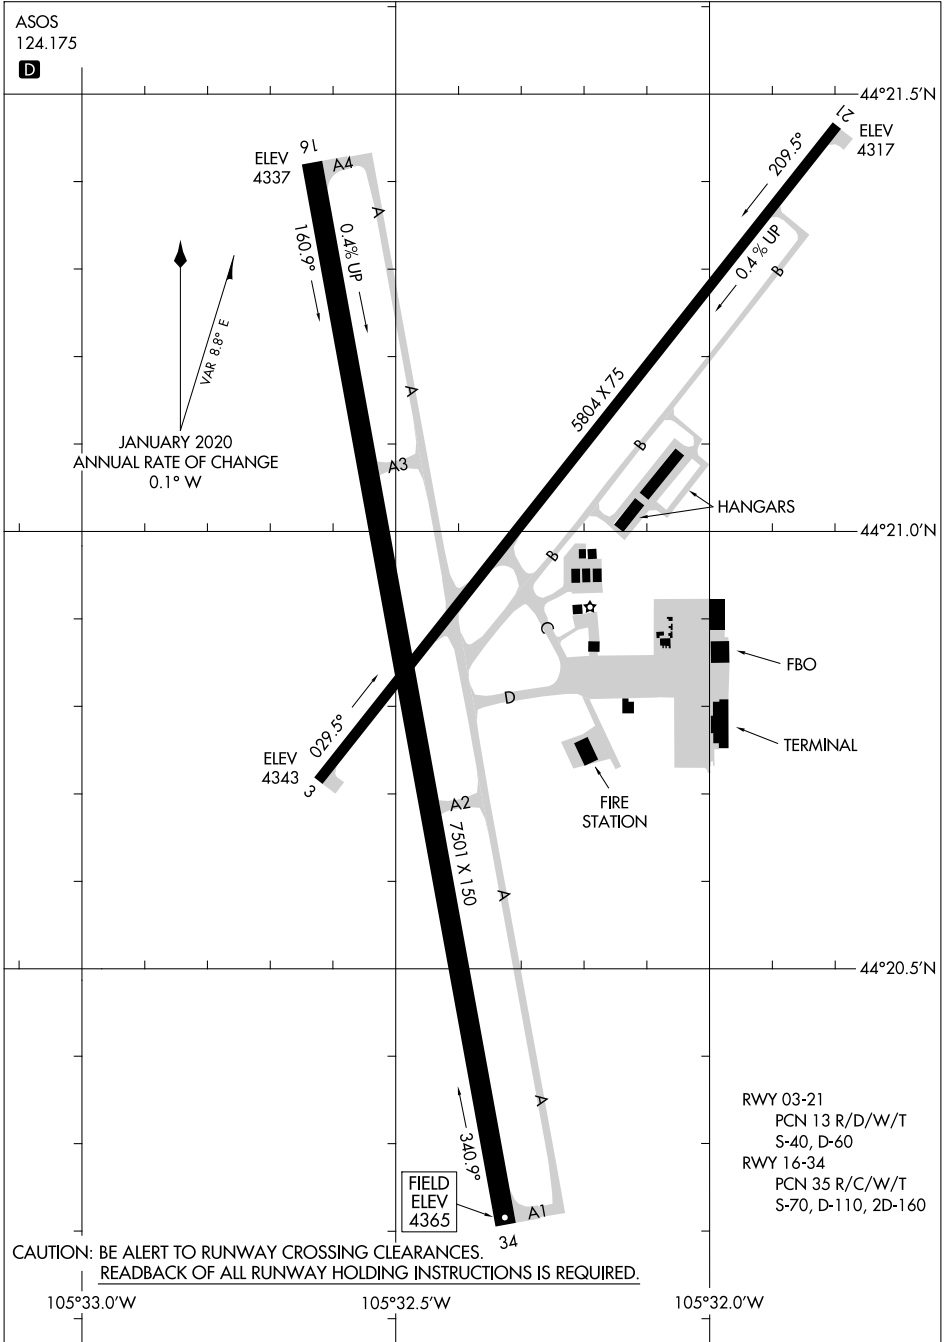 ASOS
124.175
D
44°21.5'N
21
ELEV
4317
209.5°
0.4% UP
B
16
ELEV
4337
A4
A
160.9°
0.4% UP
VAR 8.8° E
JANUARY 2020
ANNUAL RATE OF CHANGE
0.1° W
A
A3
5804 X 75
B
HANGARS
44°21.0'N
B
C
FBO
D
TERMINAL
029.5°
ELEV
4343
3
FIRE
STATION
A2
7501 X 150
A
44°20.5'N
A
340.9°
FIELD
ELEV
4365
A1
34
RWY 03-21
PCN 13 R/D/W/T
S-40, D-60
RWY 16-34
PCN 35 R/C/W/T
S-70, D-110, 2D-160
CAUTION: BE ALERT TO RUNWAY CROSSING CLEARANCES.
READBACK OF ALL RUNWAY HOLDING INSTRUCTIONS IS REQUIRED.
105°33.0'W
105°32.5'W
105°32.0'W